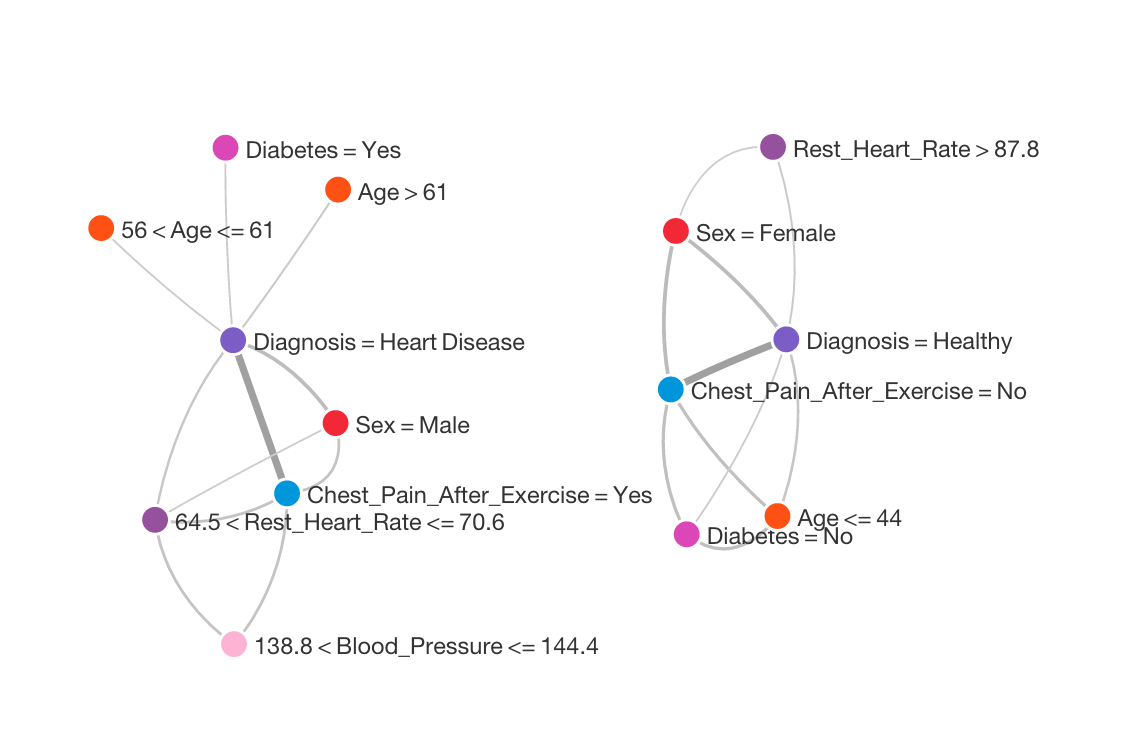 Diabetes = Yes
Age > 61
56 < Age <= 61
Diagnosis = Heart Disease
Sex = Male
Chest_Pain_After_Exercise = Yes
64.5 < Rest_Heart_Rate <= 70.6
138.8 < Blood_Pressure <= 144.4
Rest_Heart_Rate > 87.8
Sex = Female
Diagnosis = Healthy
Chest_Pain_After_Exercise = No
Age <= 44
Diabetes = No